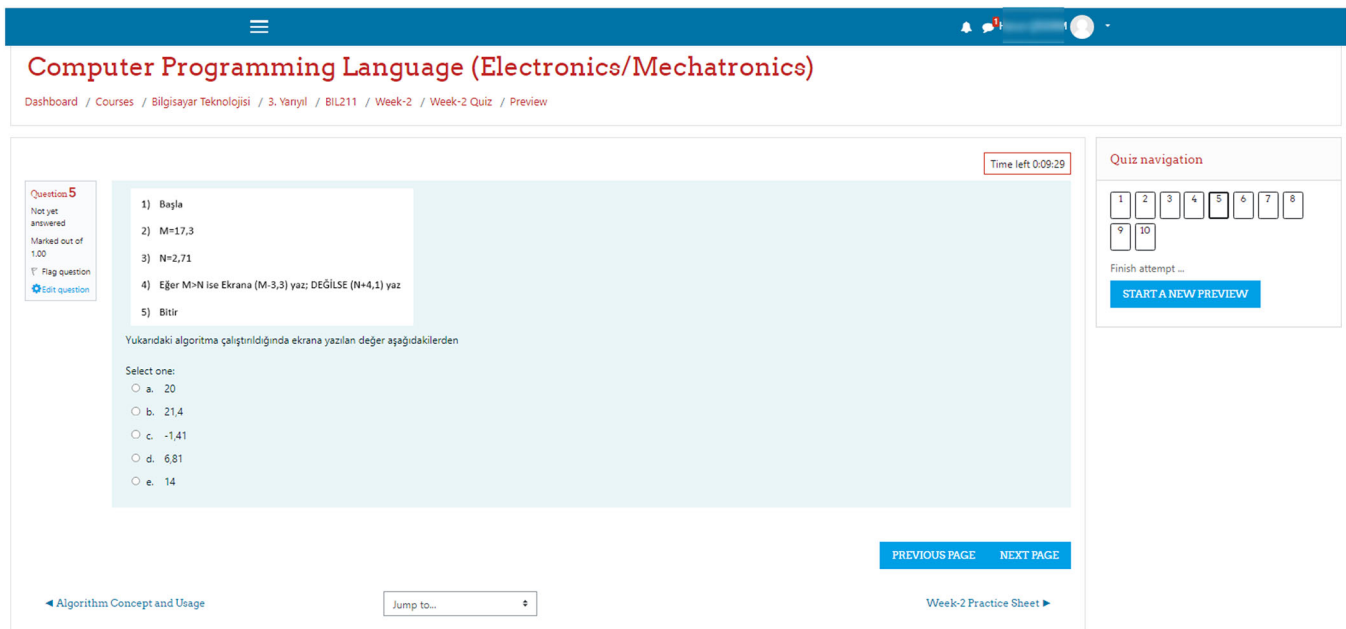 1
Computer Programming Language (Electronics/Mechatronics)
Dashboard / Courses / Bilgisayar Teknolojisi / 3. Yarıyıl / BIL211 / Week-2 / Week-2 Quiz / Preview
Time left 0:09:29
Question 5
Not yet
answered
Marked out of
1.00
Flag question
Edit question
1) Başla
2) M=17,3
3) N=2,71
4) Eğer M>N ise Ekrana (M-3,3) yaz; DEĞİLSE (N+4,1) yaz
5) Bitir
Yukarıdaki algoritma çalıştırıldığında ekrana yazılan değer aşağıdakilerden
Select one:
a. 20
b. 21,4
c. -1,41
d. 6,81
e. 14
PREVIOUS PAGE NEXT PAGE
◄ Algorithm Concept and Usage
Jump to...
Week-2 Practice Sheet ►
Quiz navigation
1 2 3 4 5 6 7 8
9 10
Finish attempt ...
START A NEW PREVIEW